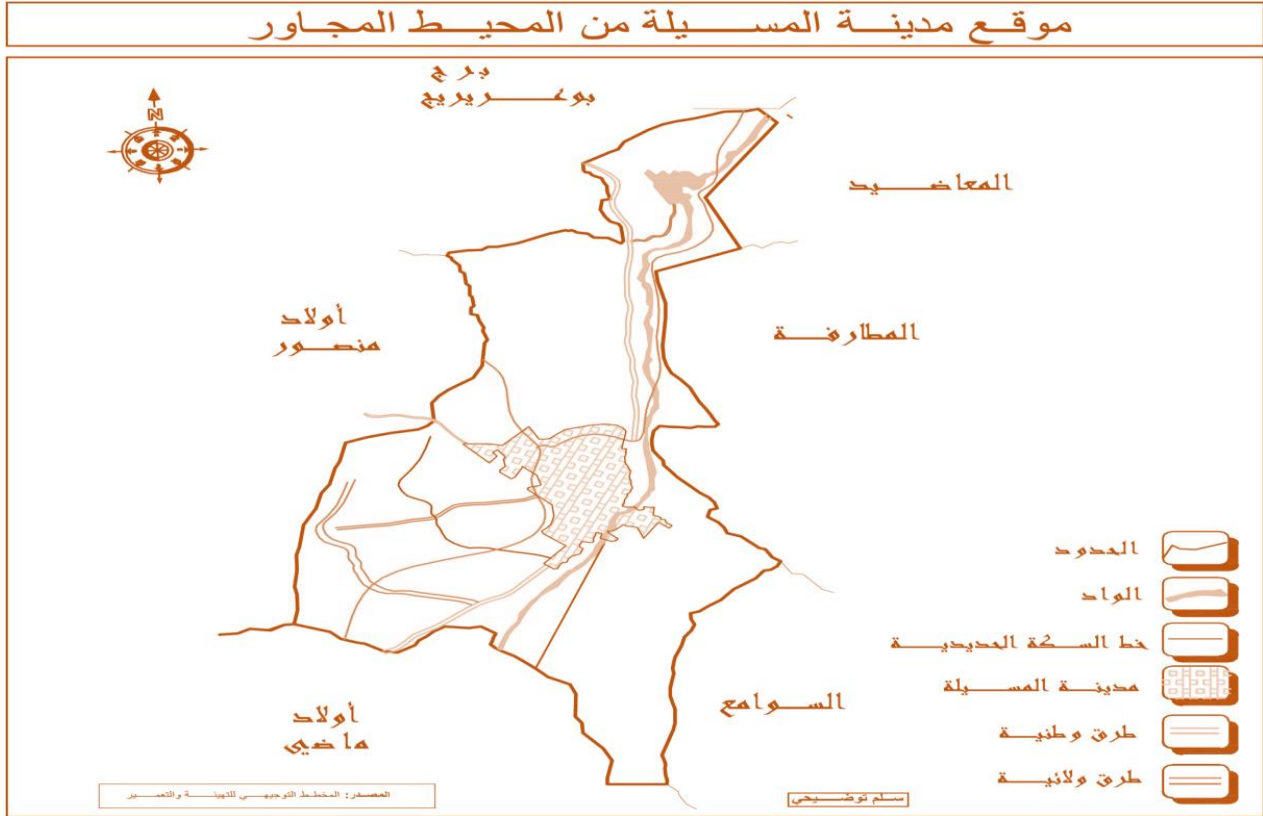 موقع مدينة المسيلة من المحيط المجاور
برج
بوعريريج
N
المعاضيد
أولاد
منصور
المطارفة
الحدود
الواد
خط السكة الحديدية
مدينة المسيلة
السوامع
أولاد
ماضي
طرق وطنية
طرق ولائية
سلم توضيحي
المصدر: المخطط التوجيهي للتهيئة والتعمير